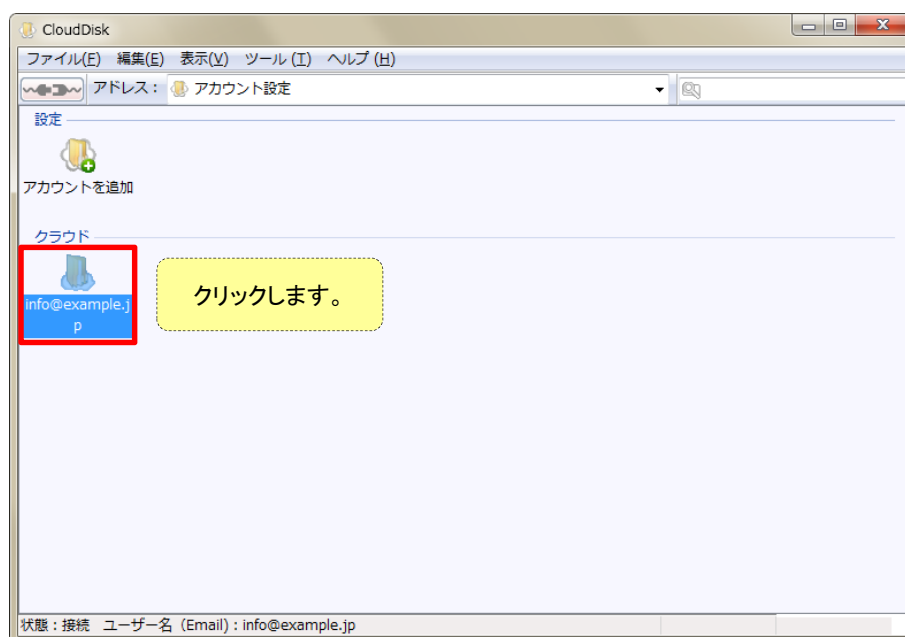 CloudDisk
ファイル(F) 編集(E) 表示(V) ツール(T) ヘルプ(H)
アドレス： アカウント設定
設定
アカウントを追加
クラウド
info@example.j
p
クリックします。
状態：接続 ユーザー名（Email）：info@example.jp